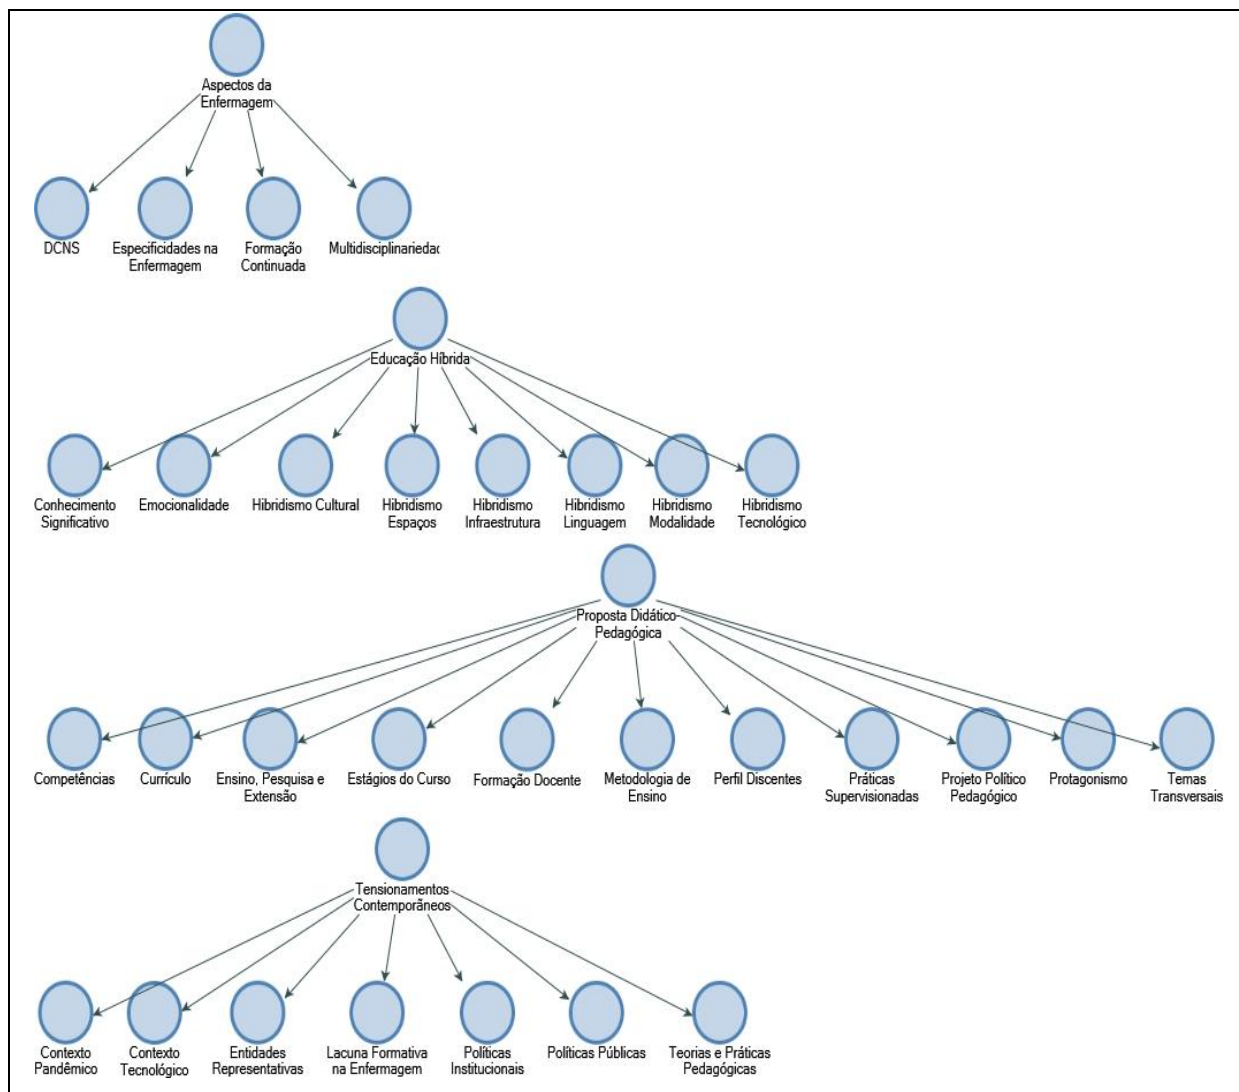 Aspectos da
Enfermagem
DCNS
Especificidades na
Enfermagem
Formação
Continuada
Multidisciplinariedad
Educação Híbrida
Conhecimento
Significativo
Emocionalidade
Hibridismo Cultural
Hibridismo
Espaços
Hibridismo
Infraestrutura
Hibridismo
Linguagem
Hibridismo
Modalidade
Hibridismo
Tecnológico
Proposta Didático-
Pedagógica
Competências
Currículo
Ensino, Pesquisa e
Extensão
Estágios do Curso
Formação Docente
Metodologia de
Ensino
Perfil Discentes
Práticas
Supervisionadas
Projeto Político
Pedagógico
Protagonismo
Temas
Transversais
Tensionamentos
Contemporãneos
Contexto
Pandêmico
Contexto
Tecnológico
Entidades
Representativas
Lacuna Formativa
na Enfermagem
Políticas
Institucionais
Políticas Públicas
Teorias e Práticas
Pedagógicas